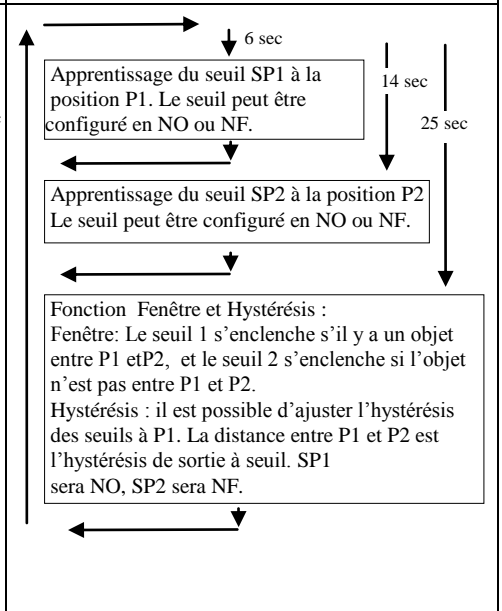 6 sec
Apprentissage du seuil SP1 à la
position P1. Le seuil peut être
configuré en NO ou NF.
14 sec
25 sec
Apprentissage du seuil SP2 à la position P2
Le seuil peut être configuré en NO ou NF.
Fonction Fenêtre et Hystérésis :
Fenêtre: Le seuil 1 s’enclenche s’il y a un objet
entre P1 etP2, et le seuil 2 s’enclenche si l’objet
n’est pas entre P1 et P2.
Hystérésis : il est possible d’ajuster l’hystérésis
des seuils à P1. La distance entre P1 et P2 est
l’hystérésis de sortie à seuil. SP1
sera NO, SP2 sera NF.